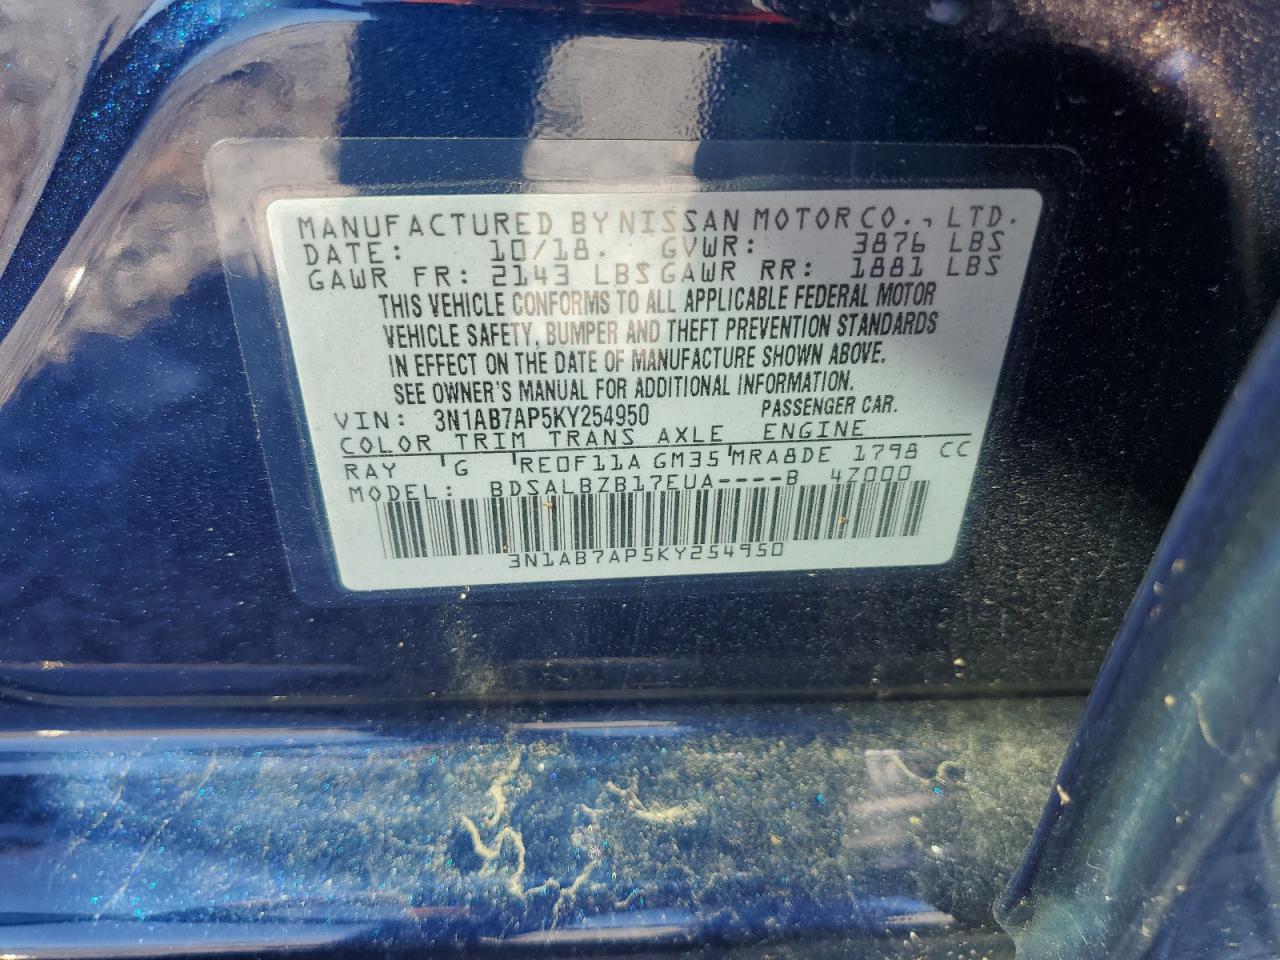 MANUFACTURED BY NISSAN MOTOR CO., LTD.
DATE: 10/18. GVWR: 3876 LBS
GAWR FR: 2143 LBS GAWR RR: 1881 LBS
THIS VEHICLE CONFORMS TO ALL APPLICABLE FEDERAL MOTOR
VEHICLE SAFETY, BUMPER AND THEFT PREVENTION STANDARDS
IN EFFECT ON THE DATE OF MANUFACTURE SHOWN ABOVE.
SEE OWNER'S MANUAL FOR ADDITIONAL INFORMATION.
VIN: 3N1AB7AP5KY254950 PASSENGER CAR.
COLOR TRIM TRANS AXLE ENGINE
RAY 'G 'RE0F11A GM35'MRA8DE 1798 CC
MODEL: BDSALBZB17EUA----B 4Z000
3N1AB7AP5KY254950